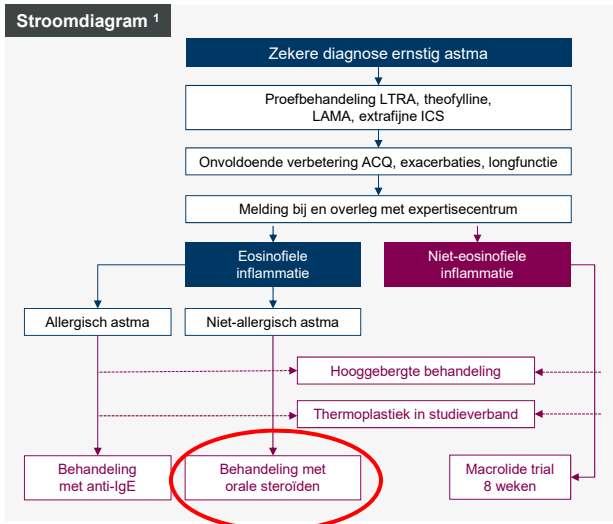 Stroomdiagram ¹
Zekere diagnose ernstig astma
Proefbehandeling LTRA, theofylline,
LAMA, extrafijne ICS
Onvoldoende verbetering ACQ, exacerbaties, longfunctie
Melding bij en overleg met expertisecentrum
Eosinofiele
inflammatie
Niet-eosinofiele
inflammatie
Allergisch astma
Niet-allergisch astma
Hooggebergte behandeling
Thermoplastiek in studieverband
Behandeling
met anti-IgE
Behandeling met
orale steroïden
Macrolide trial
8 weken